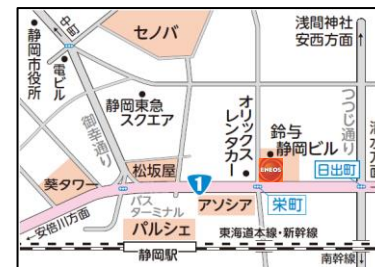 中町
セノバ
浅間神社
安西方面
静岡市役所
電ビル
静岡東急
スクエア
御幸通り
オリックス
レンタカー
つつじ通り
鈴与
静岡ビル
ENEOS
日出町
清水方面
葵タワー
松坂屋
1
バス
ターミナル
アソシア
栄町
安倍川方面
パルシェ
東海道本線・新幹線
静岡駅
南幹線